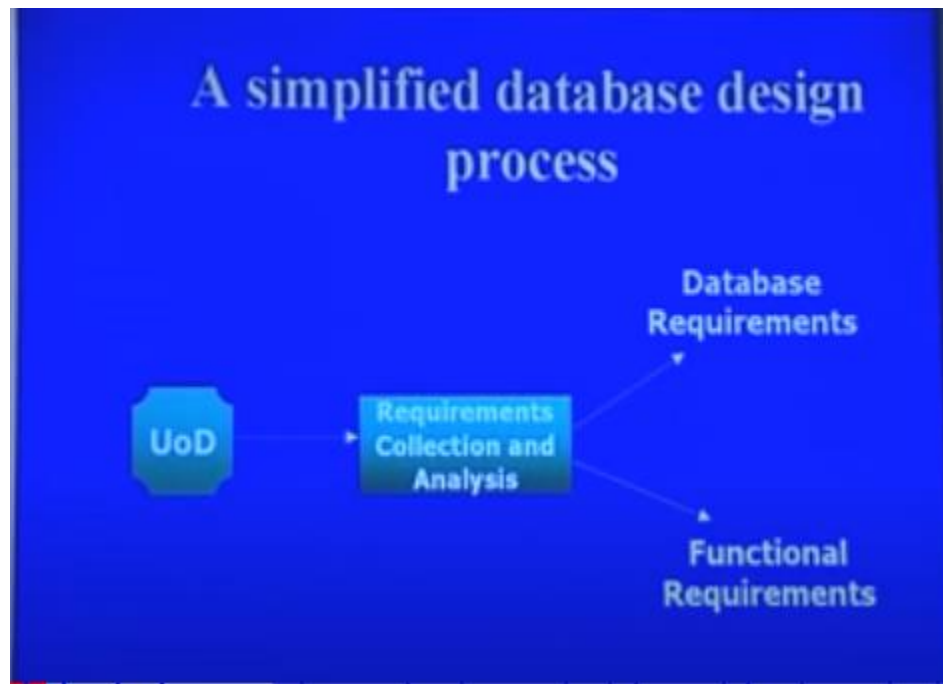 A simplified database design
process
Database
Requirements
UoD
Requirements
Collection and
Analysis
Functional
Requirements